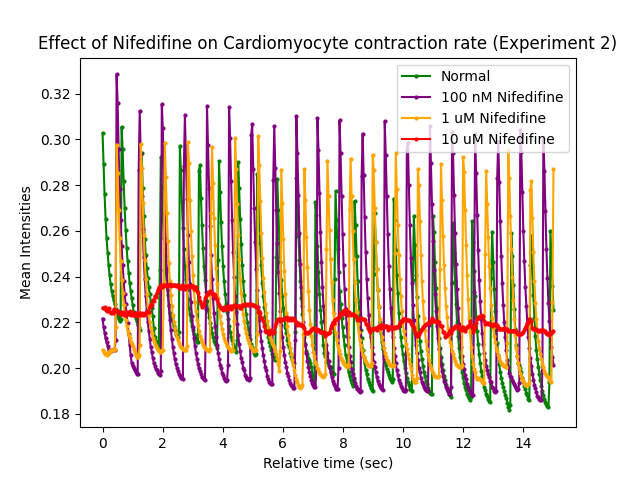 Effect of Nifedifine on Cardiomyocyte contraction rate (Experiment 2)
Normal
100 nM Nifedifine
1 uM Nifedifine
10 uM Nifedifine
Mean Intensities
0.32
0.30
0.28
0.26
0.24
0.22
0.20
0.18
0 2 4 6 8 10 12 14
Relative time (sec)